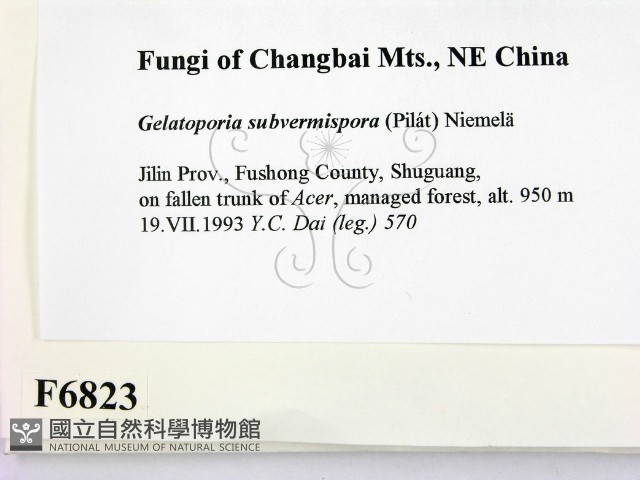 Fungi of Changbai Mts., NE China
Gelatoporia subvermispora (Pilát) Niemelä
Jilin Prov., Fushong County, Shuguang,
on fallen trunk of Acer, managed forest, alt. 950 m
19.VII.1993 Y.C. Dai (leg.) 570
F6823
國立自然科學博物館
NATIONAL MUSEUM OF NATURAL SCIENCE